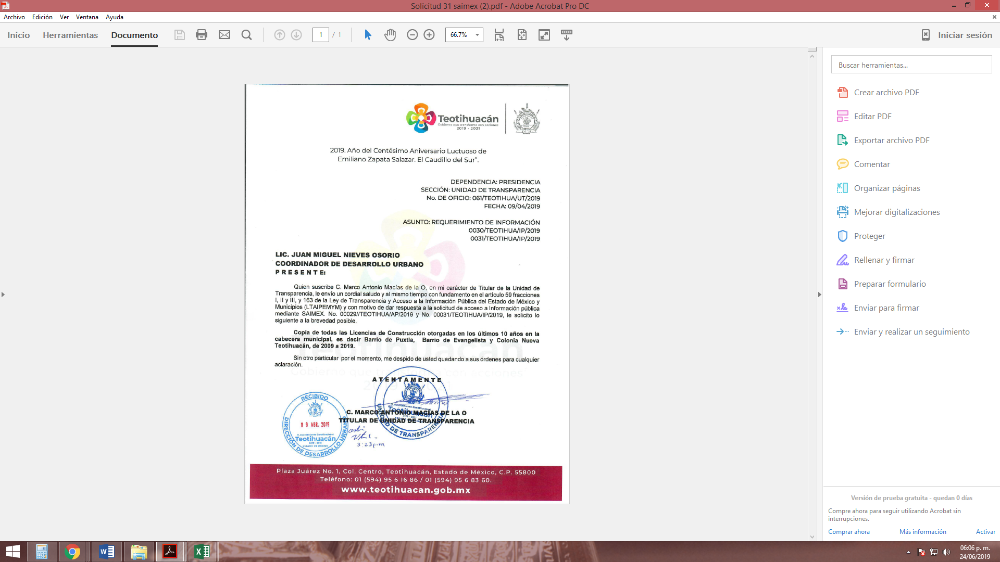 Solicitud 31 saimex (2).pdf - Adobe Acrobat Pro DC
Archivo Edición Ver Ventana Ayuda
Inicio Herramientas Documento 1 / 1 66.7% Iniciar sesión
Buscar herramientas...
Crear archivo PDF
Editar PDF
Exportar archivo PDF
Comentar
Organizar páginas
Mejorar digitalizaciones
Proteger
Rellenar y firmar
Preparar formulario
Enviar para firmar
Enviar y realizar un seguimiento
Versión de prueba gratuita - quedan 0 días
Compre ahora para seguir utilizando Acrobat sin
interrupciones.
Comprar ahora Más información Activar
Teotihuacán
Gobierno que transforma con acciones
2019 - 2021
2019. Año del Centésimo Aniversario Luctuoso de
Emiliano Zapata Salazar. El Caudillo del Sur”.
DEPENDENCIA: PRESIDENCIA
SECCIÓN: UNIDAD DE TRANSPARENCIA
No. DE OFICIO: 061/TEOTIHUA/UT/2019
FECHA: 09/04/2019
ASUNTO: REQUERIMIENTO DE INFORMACIÓN
0030/TEOTIHUA/IP/2019
0031/TEOTIHUA/IP/2019
LIC. JUAN MIGUEL NIEVES OSORIO
COORDINADOR DE DESARROLLO URBANO
P R E S E N T E:
Quien suscribe C. Marco Antonio Macías de la O, en mi carácter de Titular de la Unidad de
Transparencia, le envío un cordial saludo y al mismo tiempo con fundamento en el artículo 59 fracciones
I, II y III, y 163 de la Ley de Transparencia y Acceso a la Información Pública del Estado de México y
Municipios (LTAIPEMYM) y con motivo de dar respuesta a la solicitud de acceso a Información pública
mediante SAIMEX. No. 00029//TEOTIHUA/AP/2019 y No. 00031/TEOTIHUA/IP/2019, le solicito lo
siguiente a la brevedad posible.
Copia de todas las Licencias de Construcción otorgadas en los últimos 10 años en la
cabecera municipal, es decir Barrio de Puxtla, Barrio de Evangelista y Colonia Nueva
Teotihuacán, de 2009 a 2019.
Sin otro particular por el momento, me despido de usted quedando a sus órdenes para cualquier
aclaración.
Teotihuacán
Gobierno que transforma con acciones
A T E N T A M E N T E
C. MARCO ANTONIO MACÍAS DE LA O
TITULAR DE UNIDAD DE TRANSPARENCIA
H. Ayuntamiento Constitucional
Teotihuacán
UNIDAD DE TRANSPARENCIA
RECIBIDO
0 9 ABR. 2019
H. Ayuntamiento Constitucional
Teotihuacán
ESTADO DE MÉXICO
DIRECCIÓN DE DESARROLLO URBANO
3:23 p.m
Plaza Juárez No. 1, Col. Centro, Teotihuacán, Estado de México, C.P. 55800
Teléfono: 01 (594) 95 6 16 86 / 01 (594) 95 6 83 60.
www.teotihuacan.gob.mx
06:06 p. m.
24/06/2019